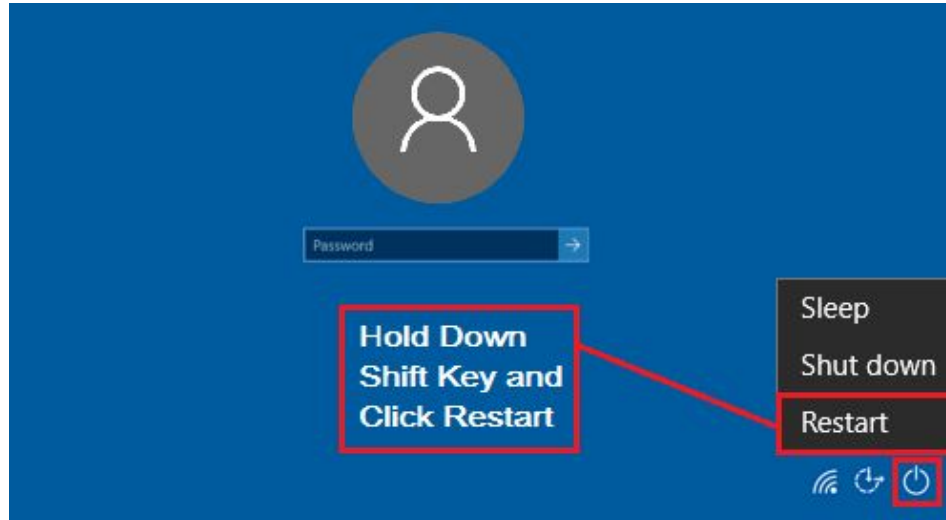 Password
Hold Down
Shift Key and
Click Restart
Sleep
Shut down
Restart